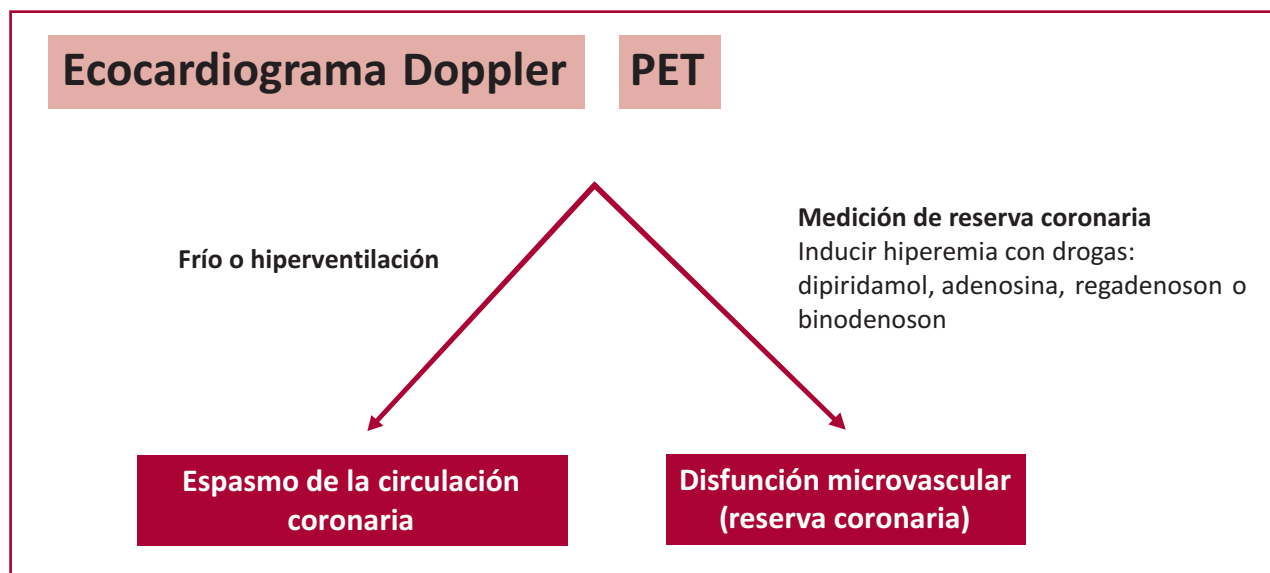 Ecocardiograma Doppler
PET
Frío o hiperventilación
Medición de reserva coronaria
Inducir hiperemia con drogas:
dipiridamol, adenosina, regadenoson o
binodenoson
Espasmo de la circulación
coronaria
Disfunción microvascular
(reserva coronaria)